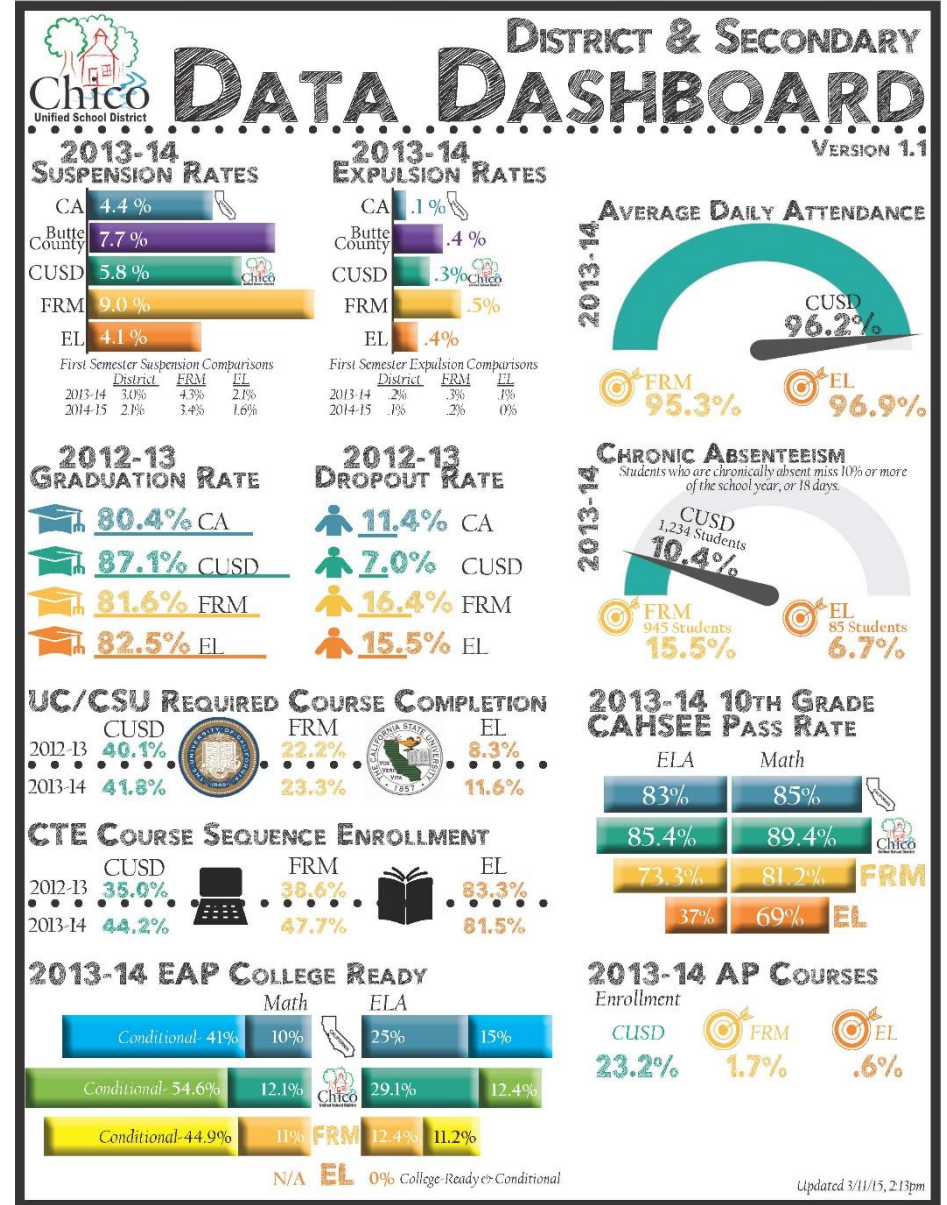 Chico
Unified School District
DISTRICT & SECONDARY
DATA DASHBOARD
VERSION 1.1
2013-14
SUSPENSION RATES
CA 4.4 %
Butte County 7.7 %
CUSD 5.8 %
FRM 9.0 %
EL 4.1 %
First Semester Suspension Comparisons
District FRM EL
2013-14 3.0% 4.3% 2.1%
2014-15 2.1% 3.4% 1.6%
2013-14
EXPULSION RATES
CA .1 %
Butte County .4 %
CUSD .3%
Chico
FRM .5%
EL .4%
First Semester Expulsion Comparisons
District FRM EL
2013-14 .2% .3% .1%
2014-15 .1% .2% 0%
AVERAGE DAILY ATTENDANCE
2013-14
CUSD
96.2%
FRM
95.3%
EL
96.9%
2012-13
GRADUATION RATE
80.4% CA
87.1% CUSD
81.6% FRM
82.5% EL
2012-13
DROPOUT RATE
11.4% CA
7.0% CUSD
16.4% FRM
15.5% EL
CHRONIC ABSENTEEISM
Students who are chronically absent miss 10% or more
of the school year, or 18 days.
2013-14
CUSD
1,234 Students
10.4%
FRM
945 Students
15.5%
EL
85 Students
6.7%
UC/CSU REQUIRED COURSE COMPLETION
CUSD FRM EL
2012-13 40.1% 22.2% 8.3%
2013-14 41.8% 23.3% 11.6%
THE CALIFORNIA STATE UNIVERSITY
1857
CTE COURSE SEQUENCE ENROLLMENT
CUSD FRM EL
2012-13 35.0% 38.6% 83.3%
2013-14 44.2% 47.7% 81.5%
2013-14 10TH GRADE
CAHSEE PASS RATE
ELA Math
83% 85%
85.4% 89.4% Chico
73.3% 81.2% FRM
37% 69% EL
2013-14 EAP COLLEGE READY
Math ELA
Conditional- 41% 10% 25% 15%
Conditional- 54.6% 12.1% Chico 29.1% 12.4%
Conditional-44.9% 11% FRM 12.4% 11.2%
N/A EL 0% College-Ready & Conditional
2013-14 AP COURSES
Enrollment
CUSD FRM EL
23.2% 1.7% .6%
Updated 3/11/15, 2:13pm